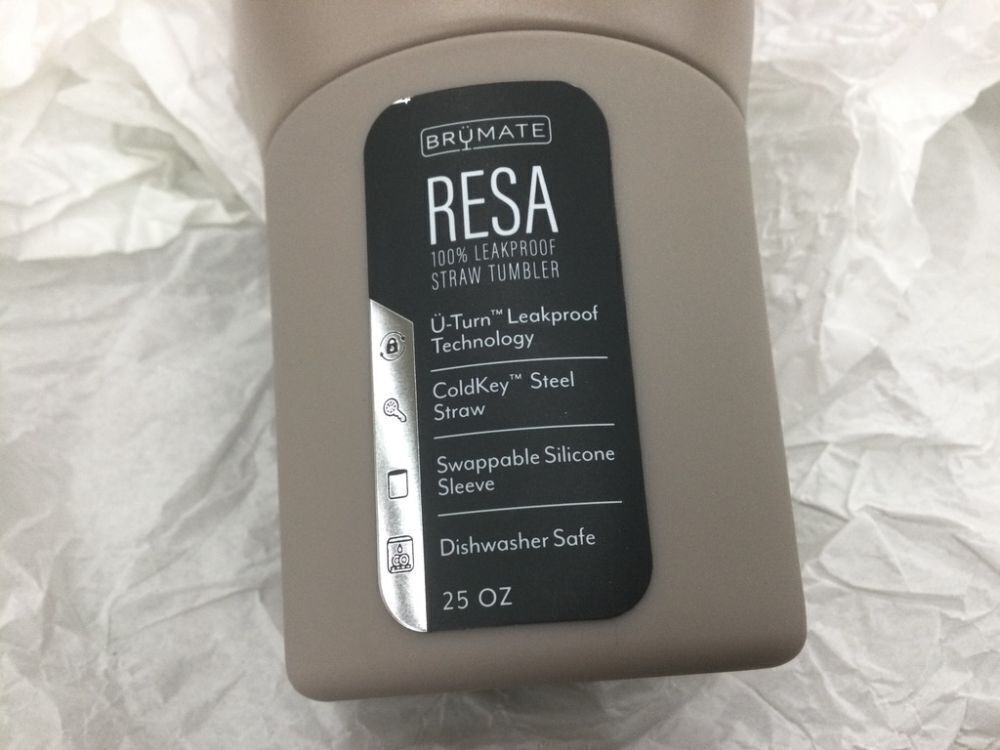 BRÜMATE
RESA
100% LEAKPROOF
STRAW TUMBLER
Ü-Turn™ Leakproof
Technology
ColdKey™ Steel
Straw
Swappable Silicone
Sleeve
Dishwasher Safe
25 OZ